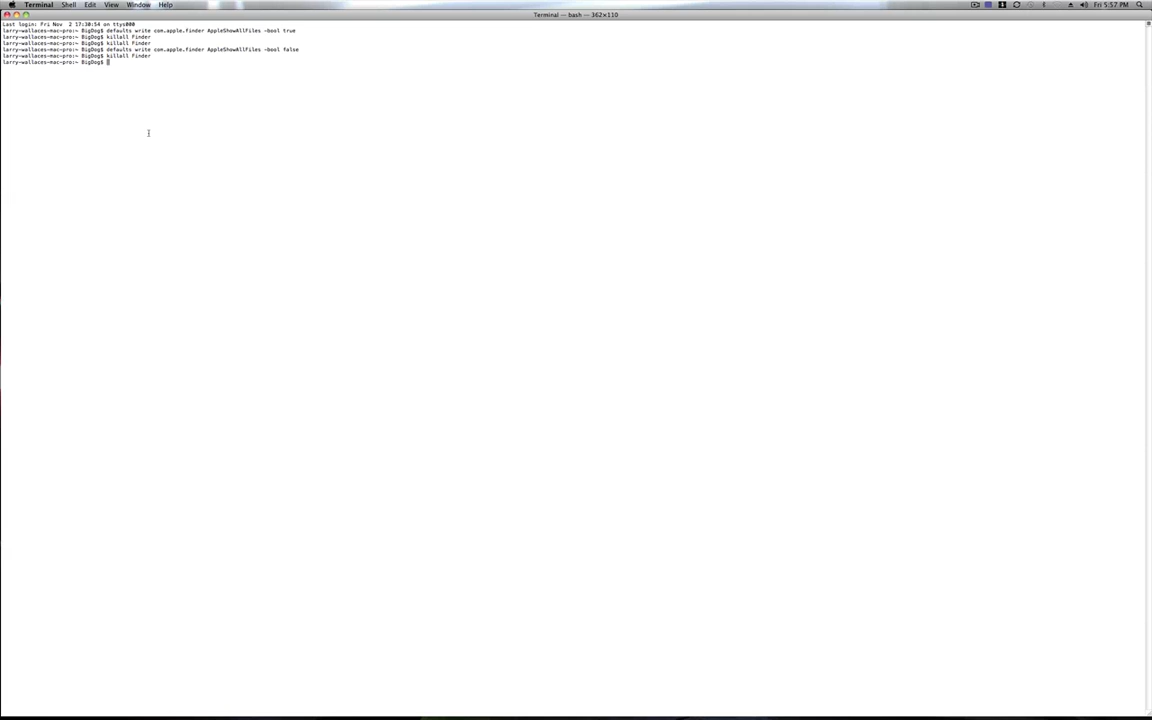 Terminal Shell Edit View Window Help Fri 5:57 PM
Terminal — bash — 362×110
Last login: Fri Nov  2 17:30:54 on ttys000
larry-wallaces-mac-pro:~ BigDog$ defaults write com.apple.finder AppleShowAllFiles -bool true
larry-wallaces-mac-pro:~ BigDog$ killall Finder
larry-wallaces-mac-pro:~ BigDog$ killall Finder
larry-wallaces-mac-pro:~ BigDog$ defaults write com.apple.finder AppleShowAllFiles -bool false
larry-wallaces-mac-pro:~ BigDog$ killall Finder
larry-wallaces-mac-pro:~ BigDog$